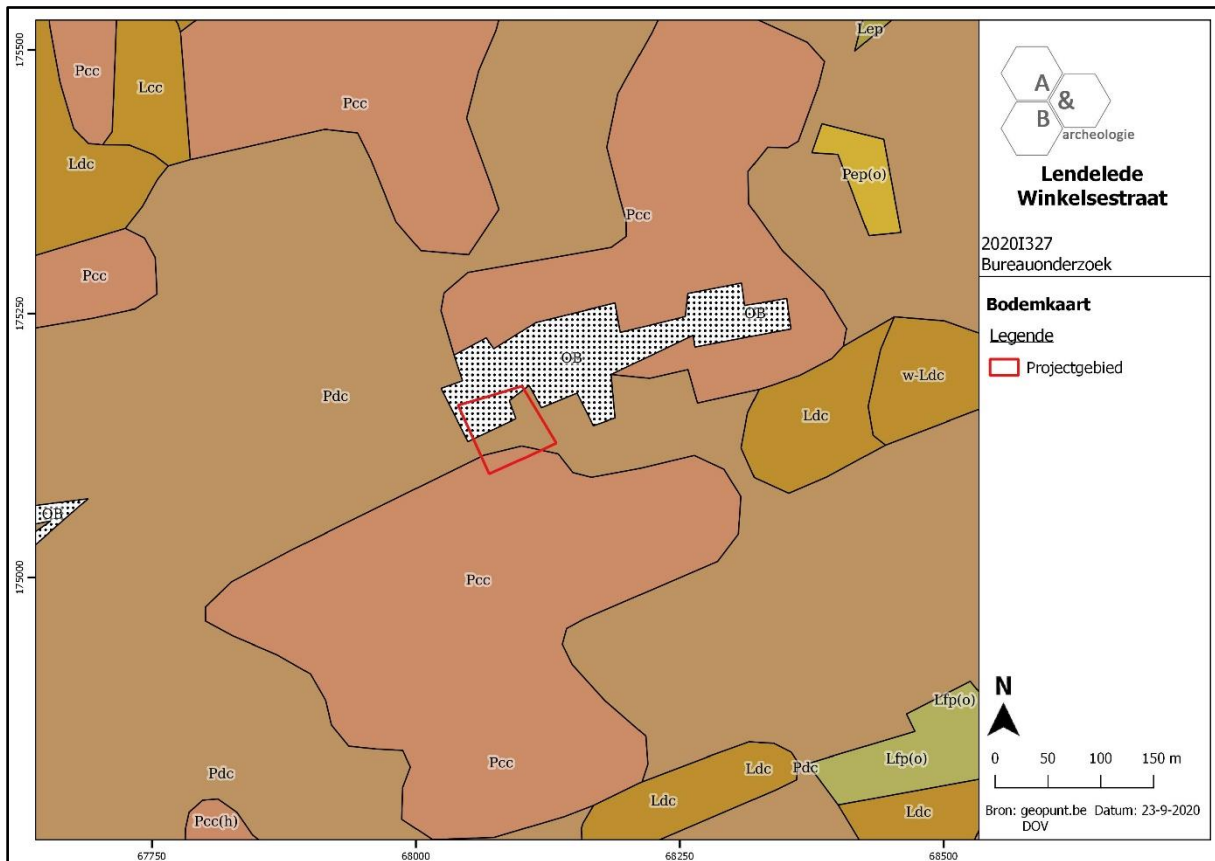 175500
175250
175000
67750
68000
68250
68500
Lep
Pcc
Lcc
Pcc
Ldc
Pep(o)
Pcc
Pcc
OB
OB
w-Ldc
Pdc
Ldc
OB
Pcc
Lfp(o)
Pcc
Lfp(o)
Pdc
Ldc
Pdc
Ldc
Ldc
Pcc(h)
A
&
B
archeologie
Lendelede
Winkelsestraat
2020I327
Bureauonderzoek
Bodemkaart
Legende
Projectgebied
N
0 50 100 150 m
Bron: geopunt.be Datum: 23-9-2020
DOV